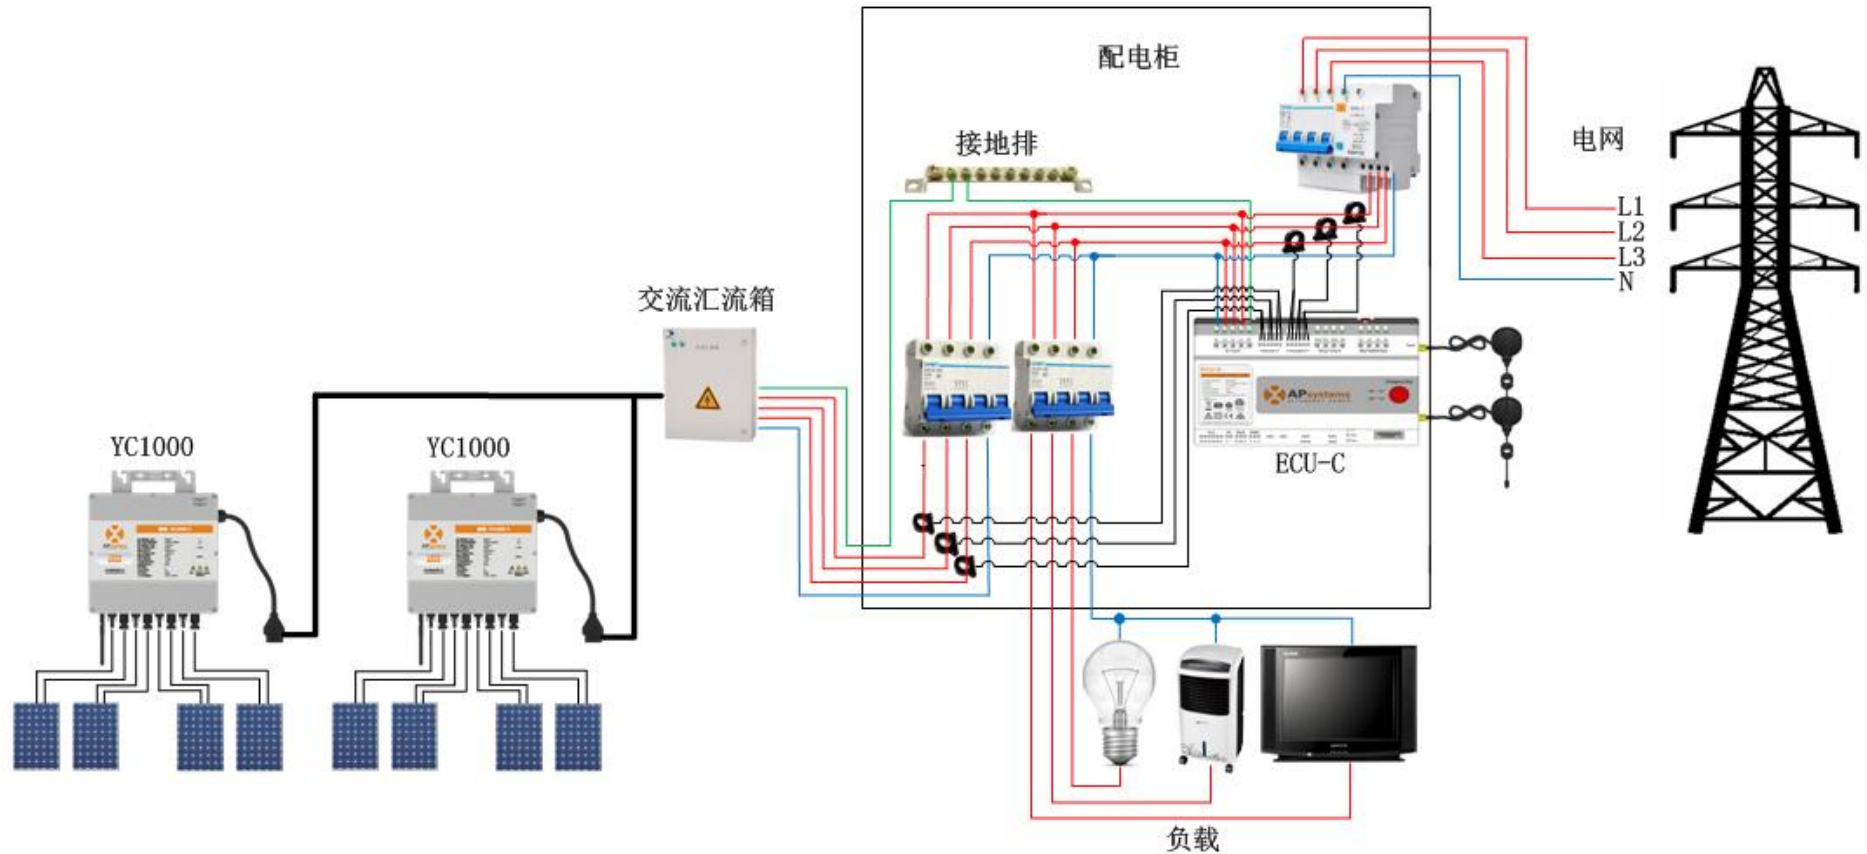 配电柜
接地排
电网
L1
L2
L3
N
交流汇流箱
YC1000
YC1000
APsystems
ECU-C
负载